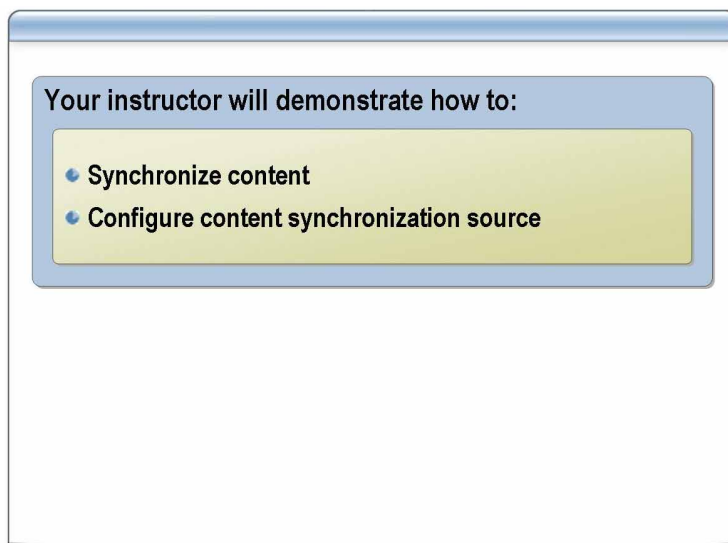 Your instructor will demonstrate how to:
Synchronize content
Configure content synchronization source